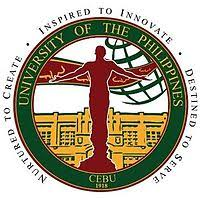 NURTURED TO CREATE • INSPIRED TO INNOVATE • DESTINED TO SERVE
UNIVERSITY OF THE PHILIPPINES
CEBU
1918